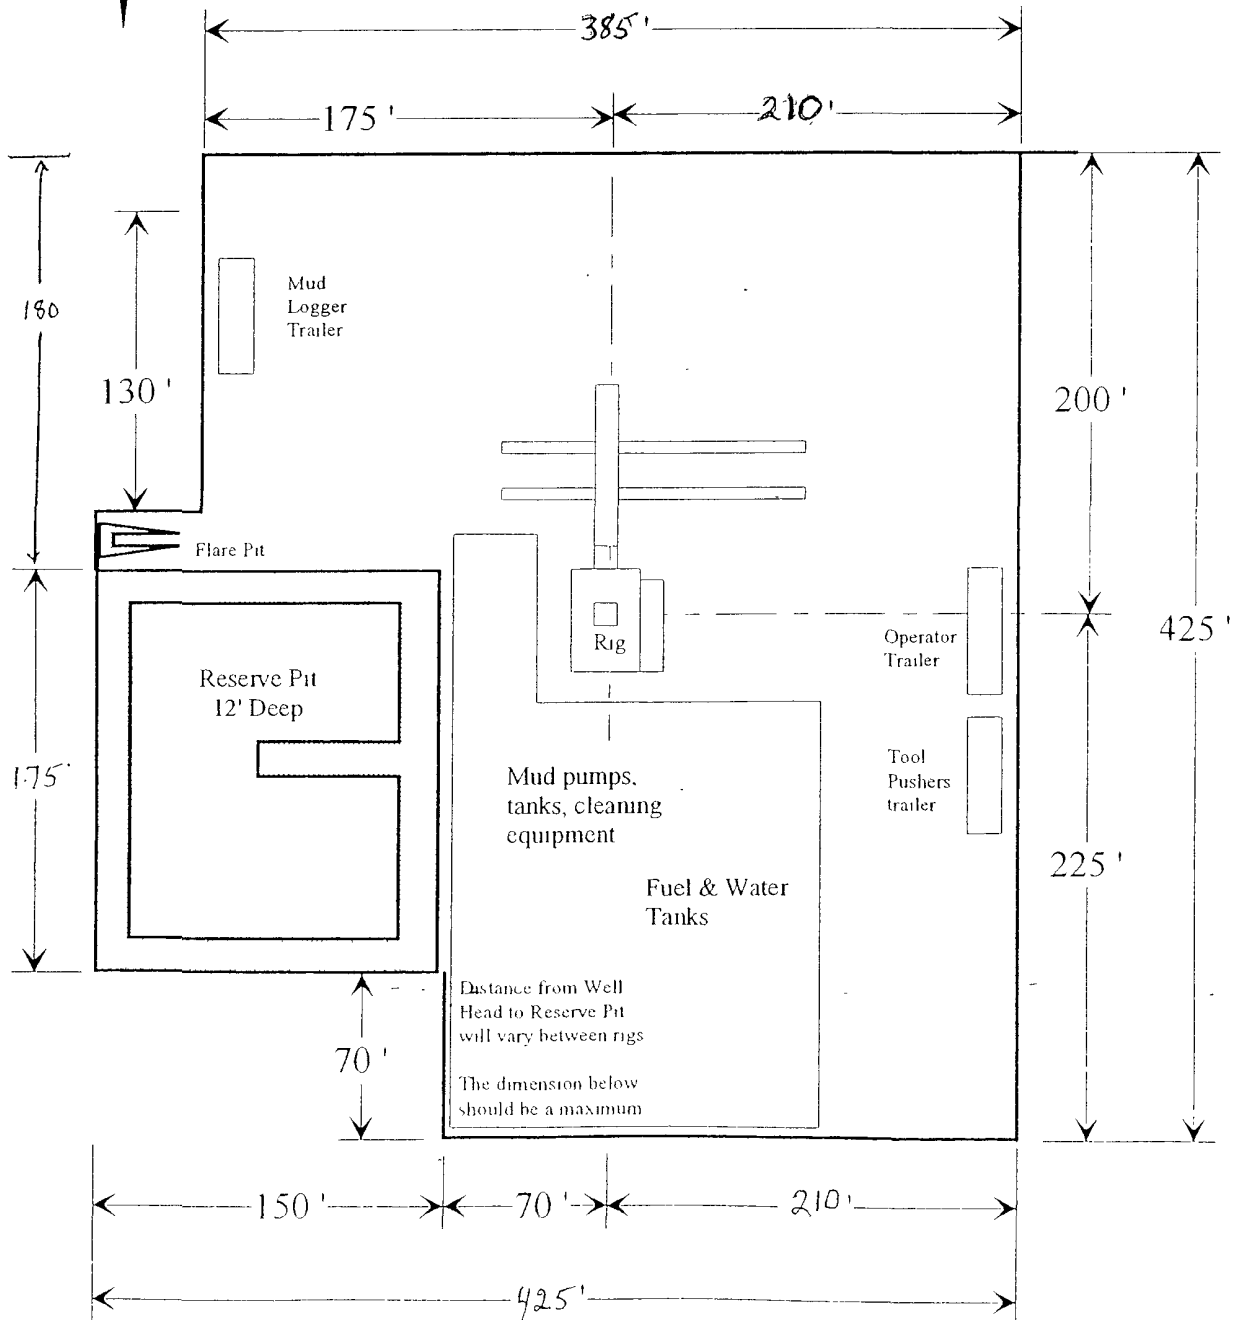 385'
175'
210'
180
Mud
Logger
Trailer
130'
200'
Flare Pit
425'
Rig
Operator
Trailer
Reserve Pit
12' Deep
175'
Mud pumps,
tanks, cleaning
equipment
Tool
Pushers
trailer
225'
Fuel & Water
Tanks
Distance from Well
Head to Reserve Pit
will vary between rigs
70'
The dimension below
should be a maximum
150'
70'
210'
425'